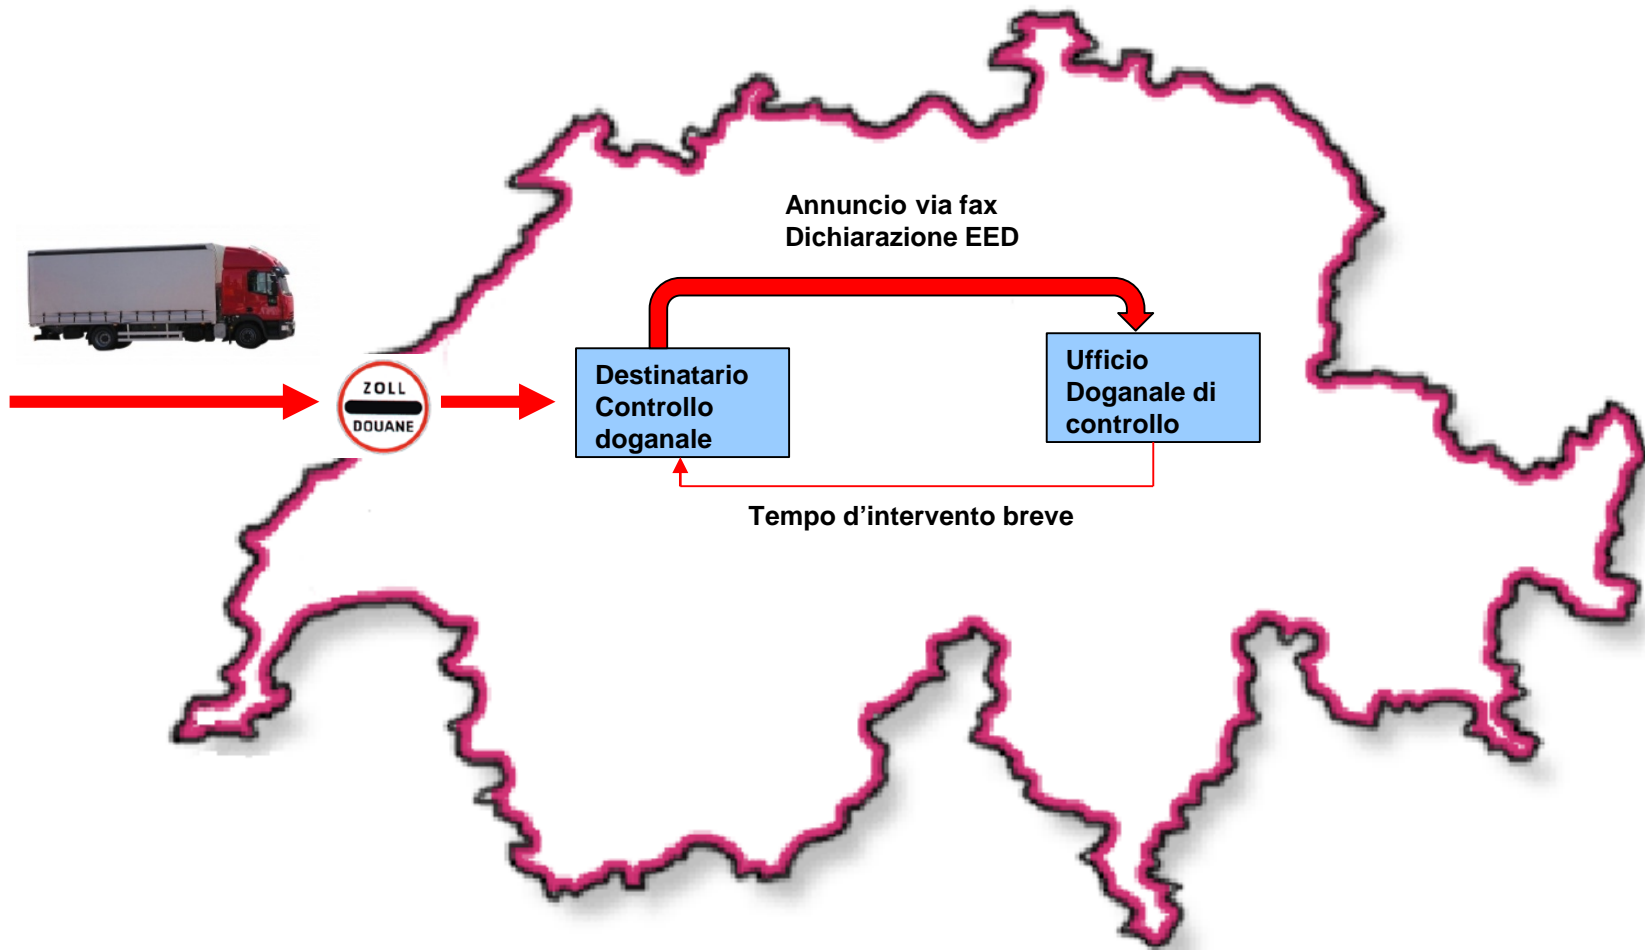 Annuncio via fax
Dichiarazione EED
ZOLL
DOUANE
Destinatario
Controllo
doganale
Ufficio
Doganale di
controllo
Tempo d’intervento breve